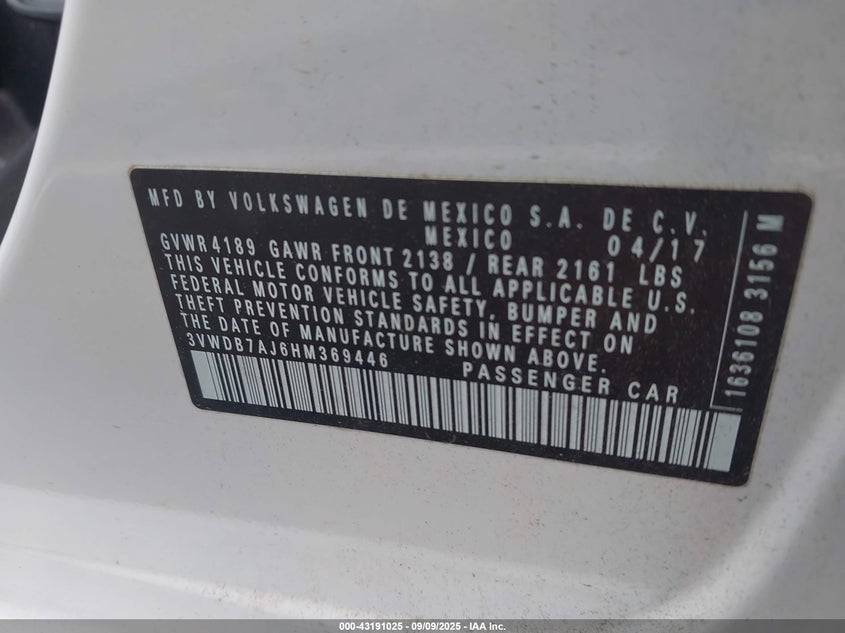 MFD BY VOLKSWAGEN DE MEXICO S.A. DE C.V.
MEXICO 04/17
GVWR 4189 GAWR FRONT 2138 / REAR 2161 LBS
THIS VEHICLE CONFORMS TO ALL APPLICABLE U.S.
FEDERAL MOTOR VEHICLE SAFETY, BUMPER AND
THEFT PREVENTION STANDARDS IN EFFECT ON
THE DATE OF MANUFACTURE SHOWN ABOVE.
3VWDB7AJ6HM369446 PASSENGER CAR
1636108 3156 M
000-43191025 - 09/09/2025 - IAA Inc.